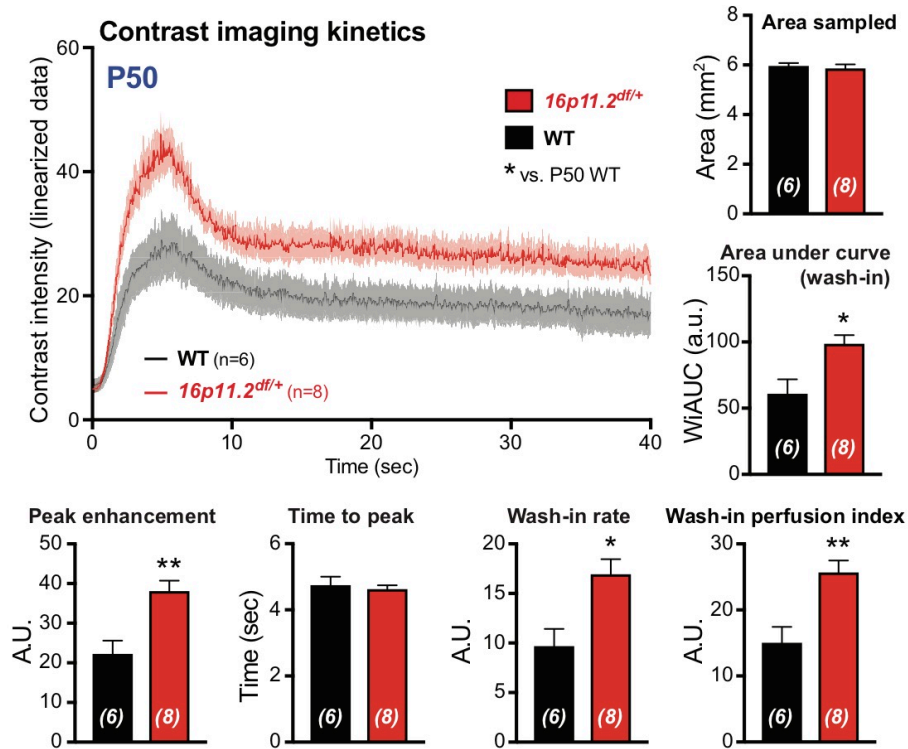 Contrast imaging kinetics
P50
Contrast intensity (linearized data)
60
40
20
0
0 10 20 30 40
Time (sec)
WT (n=6)
16p11.2df/+ (n=8)
16p11.2df/+
WT
* vs. P50 WT
Area sampled
Area (mm²)
8
6
4
2
0
(6) (8)
Area under curve
(wash-in)
WiAUC (a.u.)
150
100
50
0
*
(6) (8)
Peak enhancement
A.U.
50
40
30
20
10
0
**
(6) (8)
Time to peak
Time (sec)
6
4
2
0
(6) (8)
Wash-in rate
A.U.
20
15
10
5
0
*
(6) (8)
Wash-in perfusion index
A.U.
30
20
10
0
**
(6) (8)